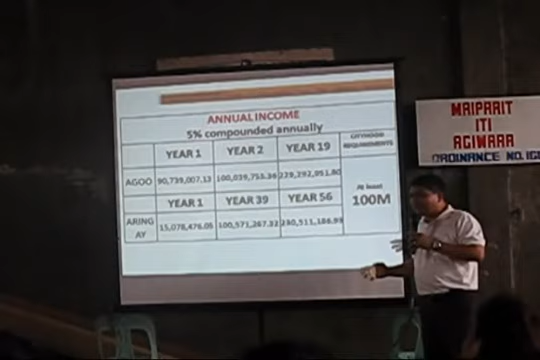 ANNUAL INCOME
5% compounded annually
CITYHOOD REQUIREMENTS
YEAR 1 YEAR 2 YEAR 19
AGOO 90,739,007.13 100,039,755.36 229,292,051.80
At least 100M
YEAR 1 YEAR 39 YEAR 56
ARINGAY 15,078,476.05 100,571,267.32 230,511,186.99
MAIPARIT
ITI
AGIWARA
ORDINANCE NO.